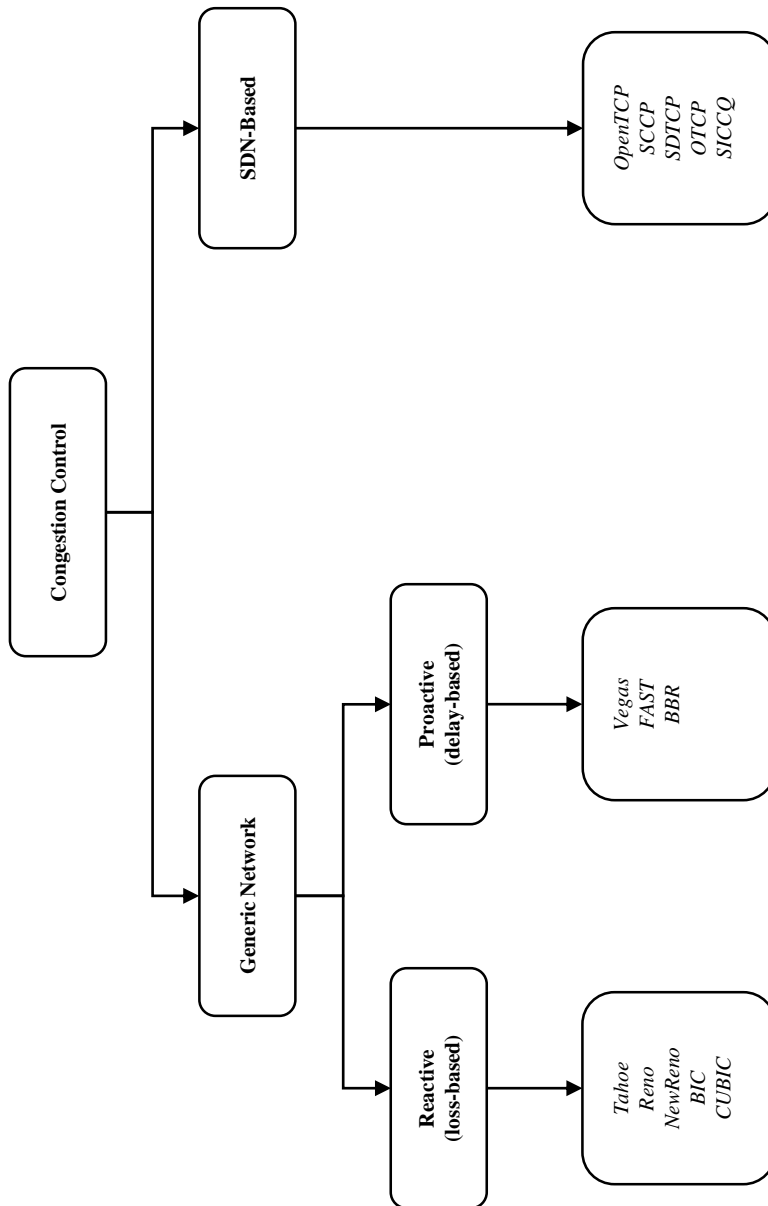 Congestion Control
Generic Network
SDN-Based
Reactive
(loss-based)
Proactive
(delay-based)
Tahoe
Reno
NewReno
BIC
CUBIC
Vegas
FAST
BBR
OpenTCP
SCCP
SDTCP
OTCP
SICCQ